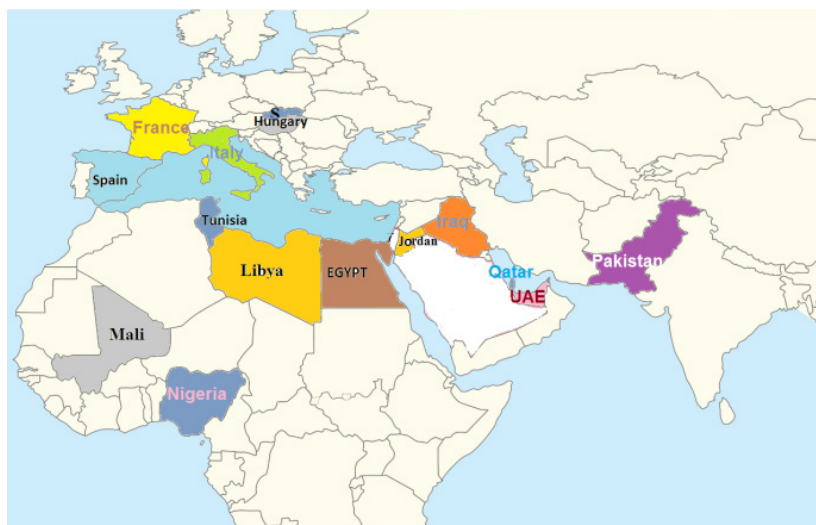 S
Hungary
France
Italy
Spain
Tunisia
Iraq
Jordan
Libya
EGYPT
Qatar
Pakistan
UAE
Mali
Nigeria